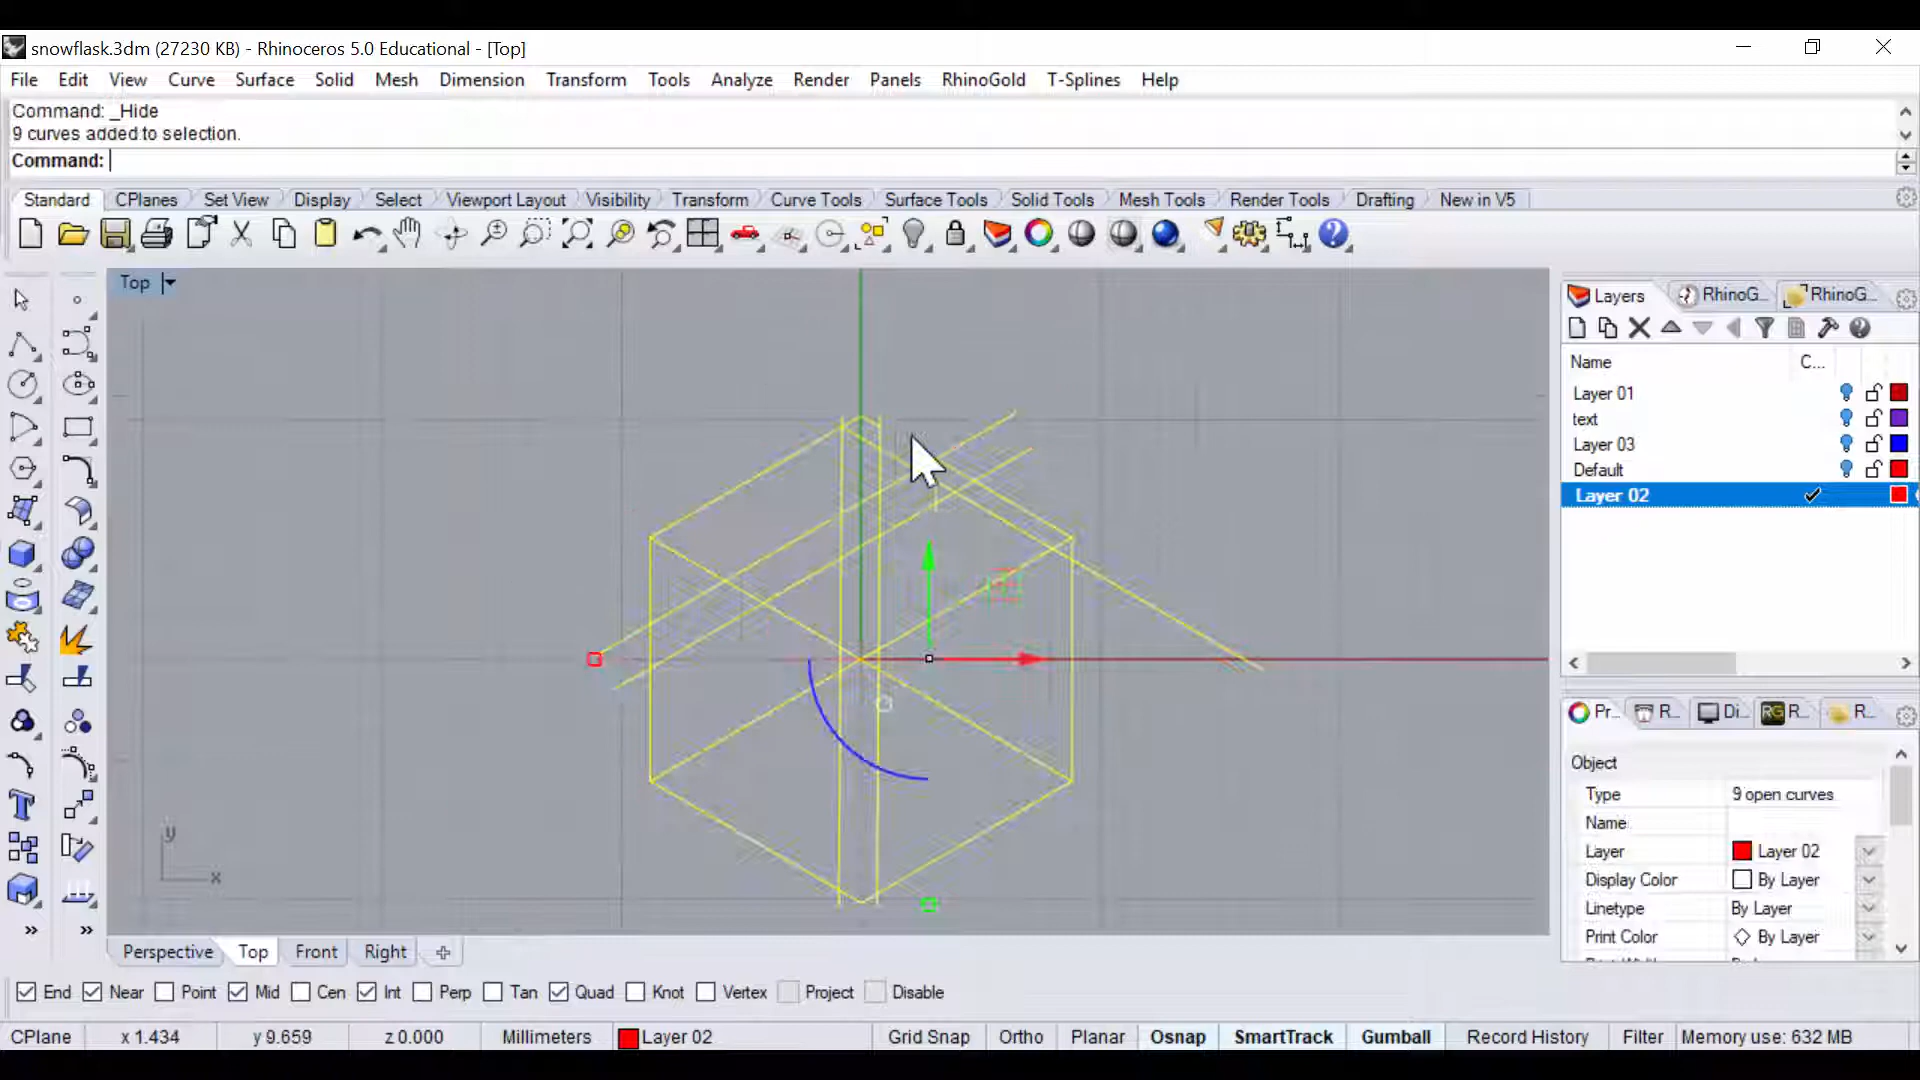 snowflask.3dm (27230 KB) - Rhinoceros 5.0 Educational - [Top]
File Edit View Curve Surface Solid Mesh Dimension Transform Tools Analyze Render Panels RhinoGold T-Splines Help
Command: _Hide
9 curves added to selection.
Command:
Standard CPlanes Set View Display Select Viewport Layout Visibility Transform Curve Tools Surface Tools Solid Tools Mesh Tools Render Tools Drafting New in V5
Top
Layers RhinoG... RhinoG...
Name C...
Layer 01
text
Layer 03
Default
Layer 02
Pr... R... Di... RG R... R...
Object
Type 9 open curves
Name
Layer Layer 02
Display Color By Layer
Linetype By Layer
Print Color By Layer
y
x
Perspective Top Front Right
End Near Point Mid Cen Int Perp Tan Quad Knot Vertex Project Disable
CPlane x 1.434 y 9.659 z 0.000 Millimeters Layer 02 Grid Snap Ortho Planar Osnap SmartTrack Gumball Record History Filter Memory use: 632 MB